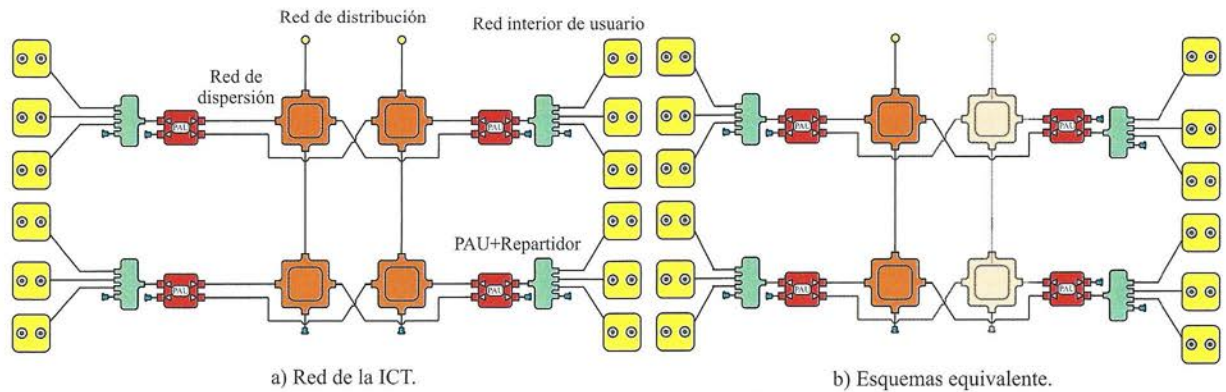 Red de distribución
Red interior de usuario
Red de
dispersión
PAU
PAU
PAU
PAU
PAU+Repartidor
PAU
PAU
PAU
PAU
a) Red de la ICT.
b) Esquemas equivalente.